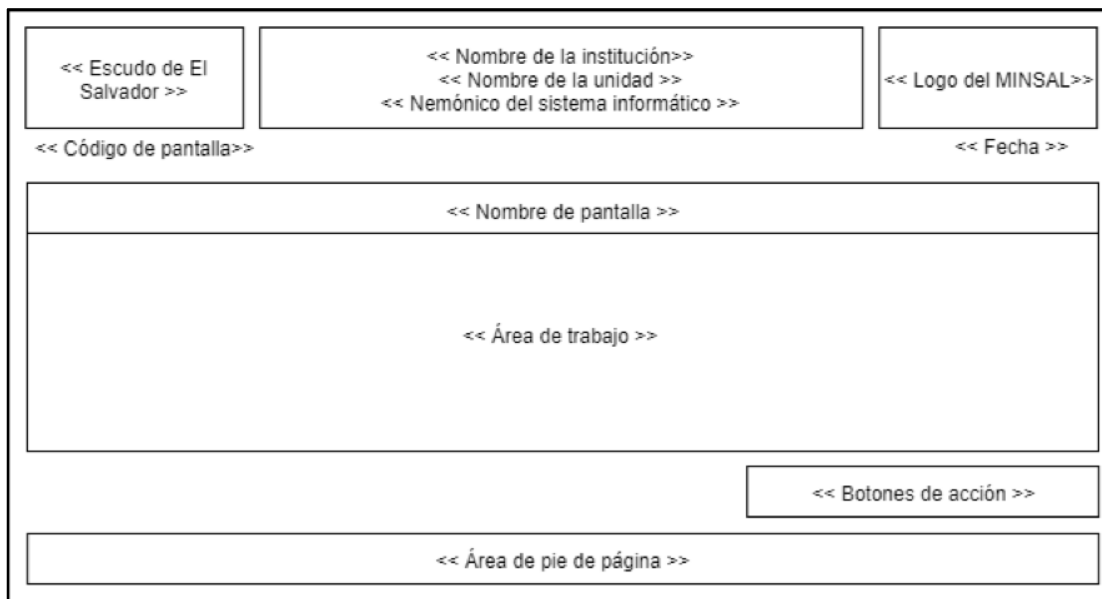 << Escudo de El
Salvador >>
<< Nombre de la institución>>
<< Nombre de la unidad >>
<< Nemónico del sistema informático >>
<< Logo del MINSAL>>
<< Código de pantalla>>
<< Fecha >>
<< Nombre de pantalla >>
<< Área de trabajo >>
<< Botones de acción >>
<< Área de pie de página >>